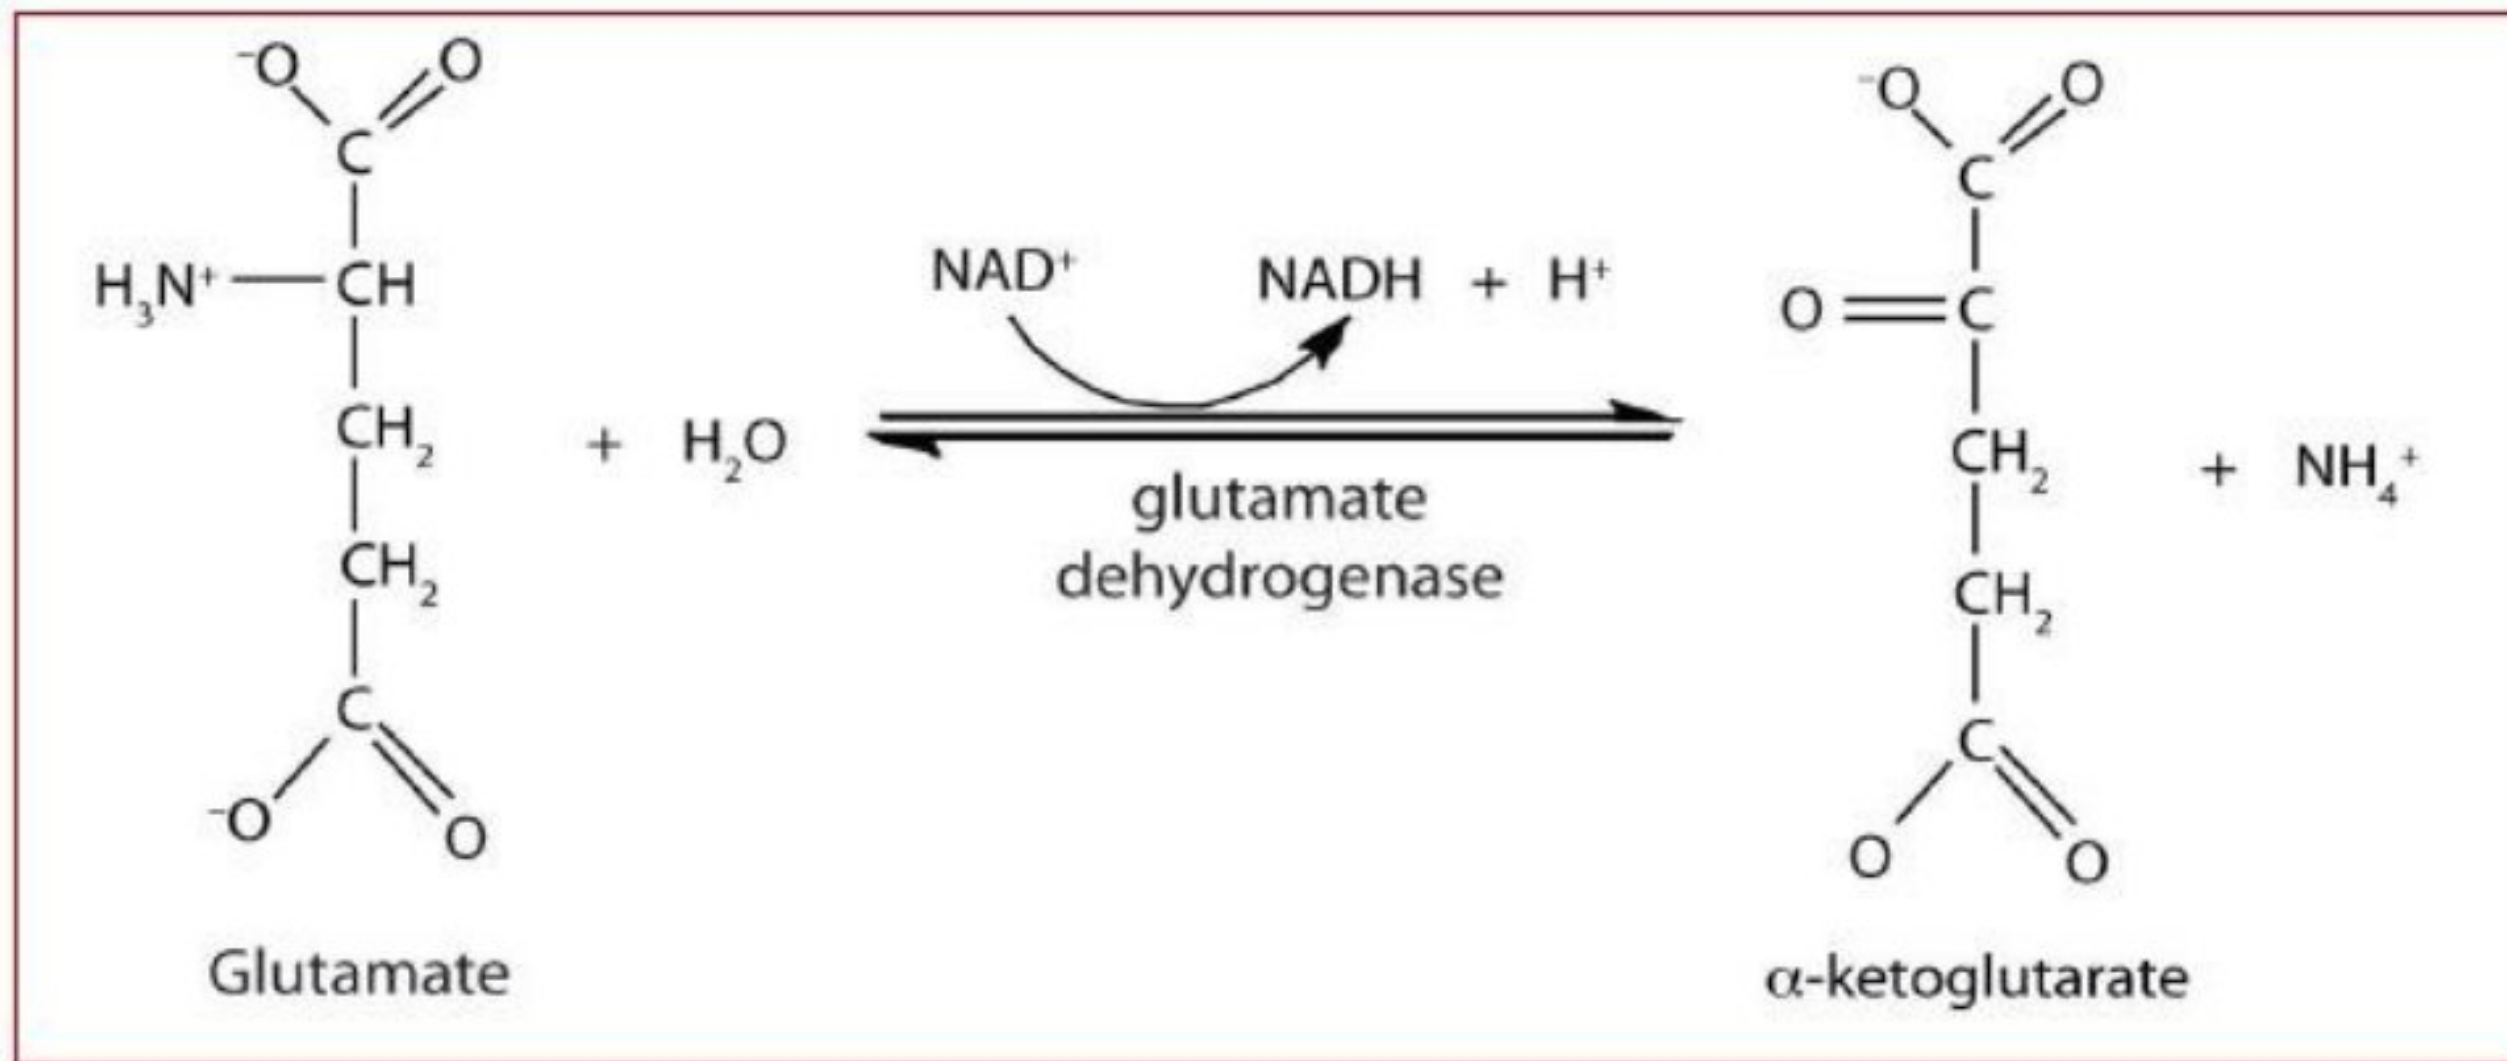 ⁻O O
C
H₃N⁺ CH
CH₂
CH₂
C
⁻O O
Glutamate
+ H₂O
NAD⁺ NADH + H⁺
glutamate
dehydrogenase
⁻O O
C
O C
CH₂
CH₂
C
O O
α-ketoglutarate
+ NH₄⁺